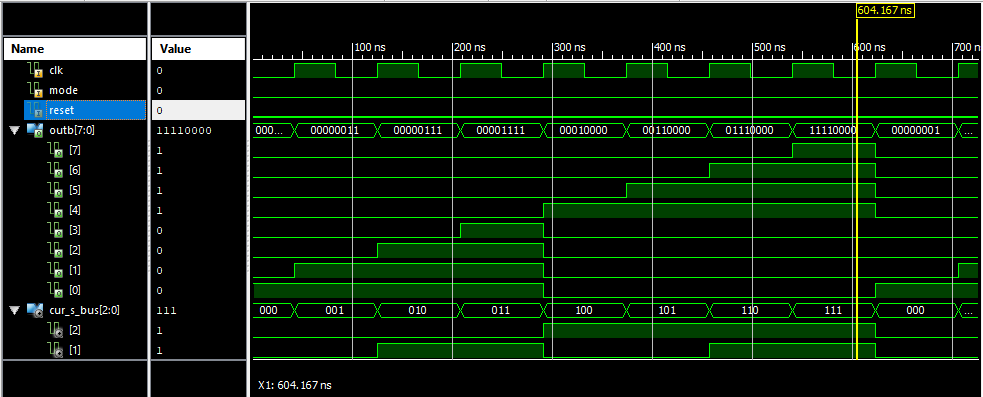 604.167 ns
Name Value
100 ns 200 ns 300 ns 400 ns 500 ns 600 ns 700 n
clk 0
mode 0
reset 0
outb[7:0] 11110000 000... 00000011 00000111 00001111 00010000 00110000 01110000 11110000 00000001 ...
[7] 1
[6] 1
[5] 1
[4] 1
[3] 0
[2] 0
[1] 0
[0] 0
cur_s_bus[2:0] 111 000 001 010 011 100 101 110 111 000 ...
[2] 1
[1] 1
X1: 604.167 ns